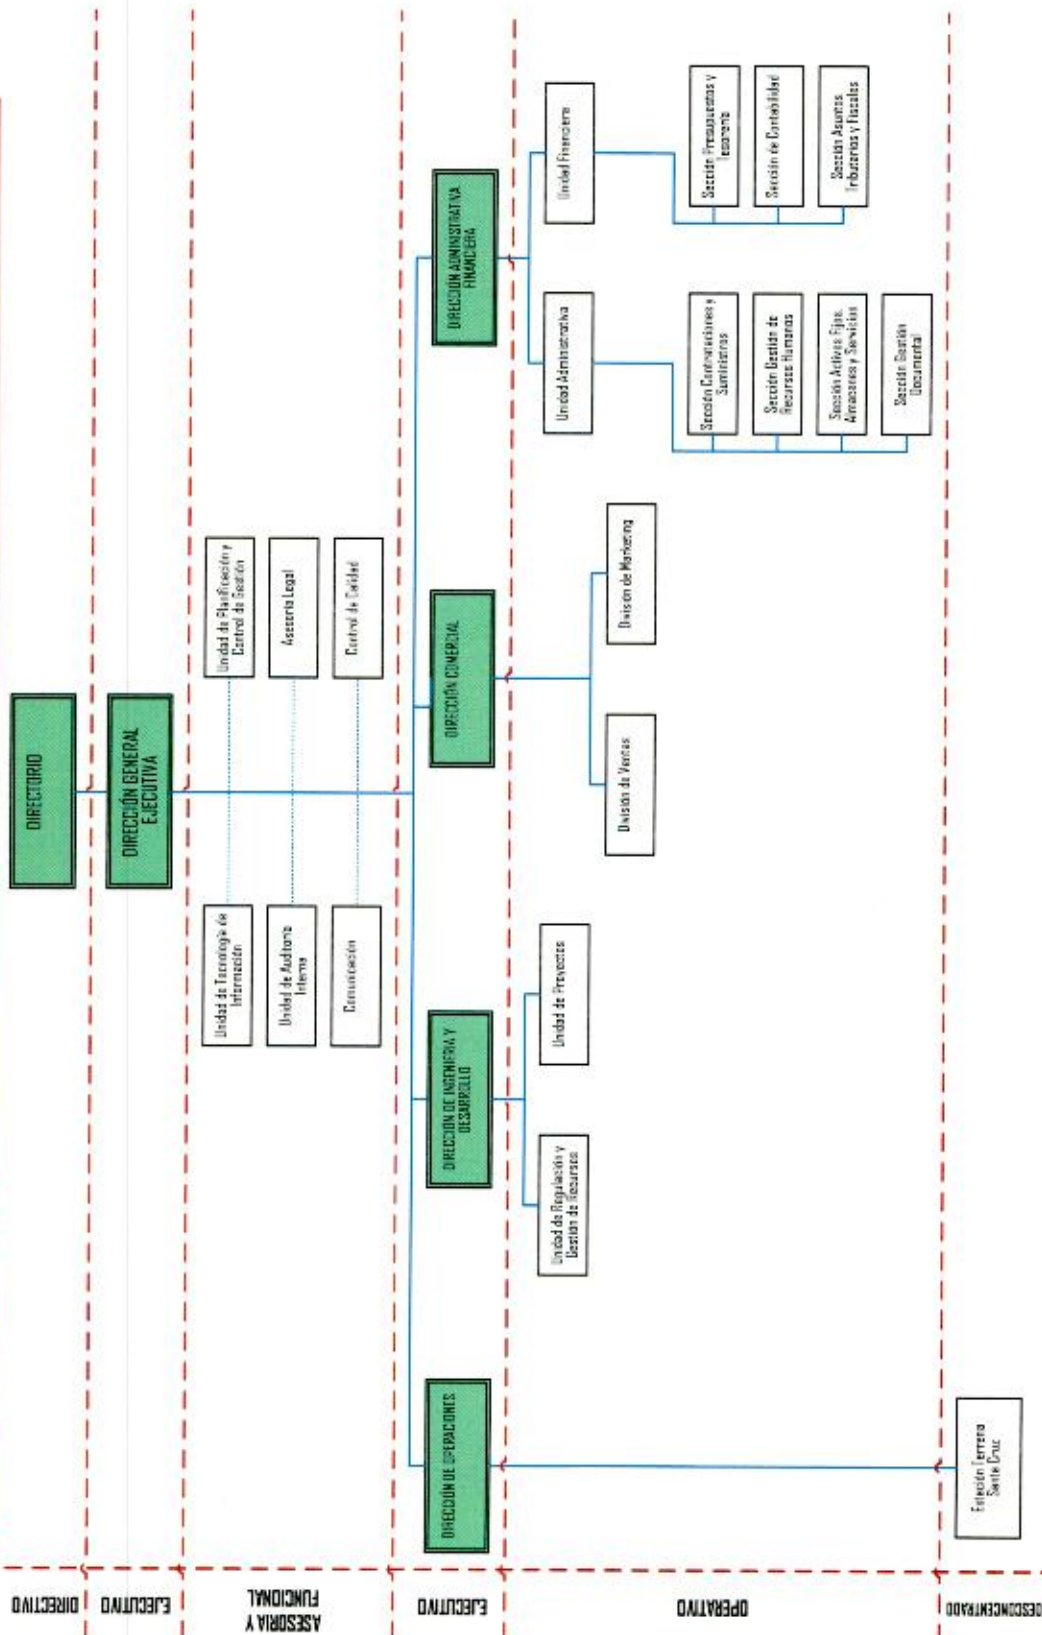 DIRECTIVO
DIRECTORIO
EJECUTIVO
DIRECCIÓN GENERAL
EJECUTIVA
ASESORIA Y
FUNCIONAL
Unidad de Tecnología de
Información
Unidad de Planificación y
Control de Gestión
Unidad de Auditoria
Interna
Asesoría Legal
Comunicación
Control de Calidad
EJECUTIVO
DIRECCIÓN DE OPERACIONES
DIRECCIÓN DE INGENIERIA Y
DESARROLLO
DIRECCIÓN COMERCIAL
DIRECCIÓN ADMINISTRATIVA
FINANCIERA
OPERATIVO
Unidad de Regulación y
Gestión de Recursos
Unidad de Proyectos
División de Ventas
División de Marketing
Unidad Administrativa
Sección Contrataciones y
Suministros
Sección Gestión de
Recursos Humanos
Sección Activos Fijos,
Almacenes y Servicios
Sección Gestión
Documental
Unidad Financiera
Sección Presupuestos y
Tesorería
Sección de Contabilidad
Sección Asuntos
Tributarios y Fiscales
DESCONCENTRADO
Estación Terrena
Santa Cruz